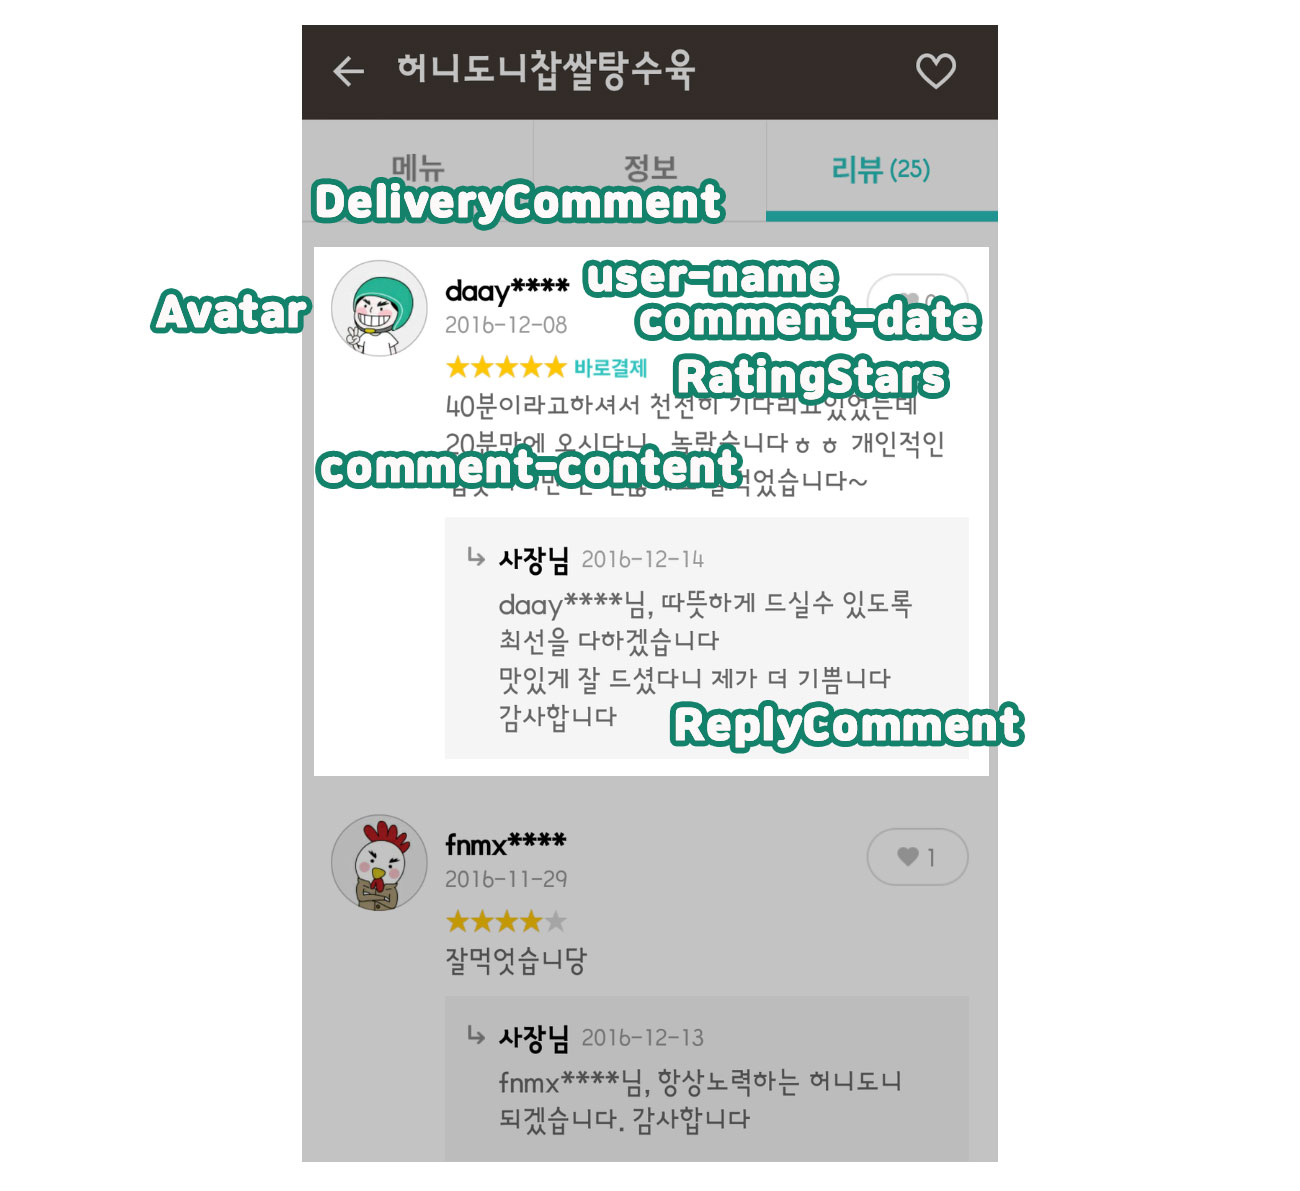 허니도니찹쌀탕수육
메뉴 정보 리뷰 (25)
DeliveryComment
Avatar
daay****
user-name
2016-12-08
comment-date
바로결제
RatingStars
40분이라고하셔서 천천히 기다리고있었는데
20분만에 오시다니.. 놀랐습니다ㅎㅎ 개인적인
comment-content
잘먹었습니다~
사장님 2016-12-14
daay****님, 따뜻하게 드실수 있도록
최선을 다하겠습니다
맛있게 잘 드셨다니 제가 더 기쁨니다
감사합니다
ReplyComment
fnmx****
1
2016-11-29
잘먹엇습니당
사장님 2016-12-13
fnmx****님, 항상노력하는 허니도니
되겠습니다. 감사합니다